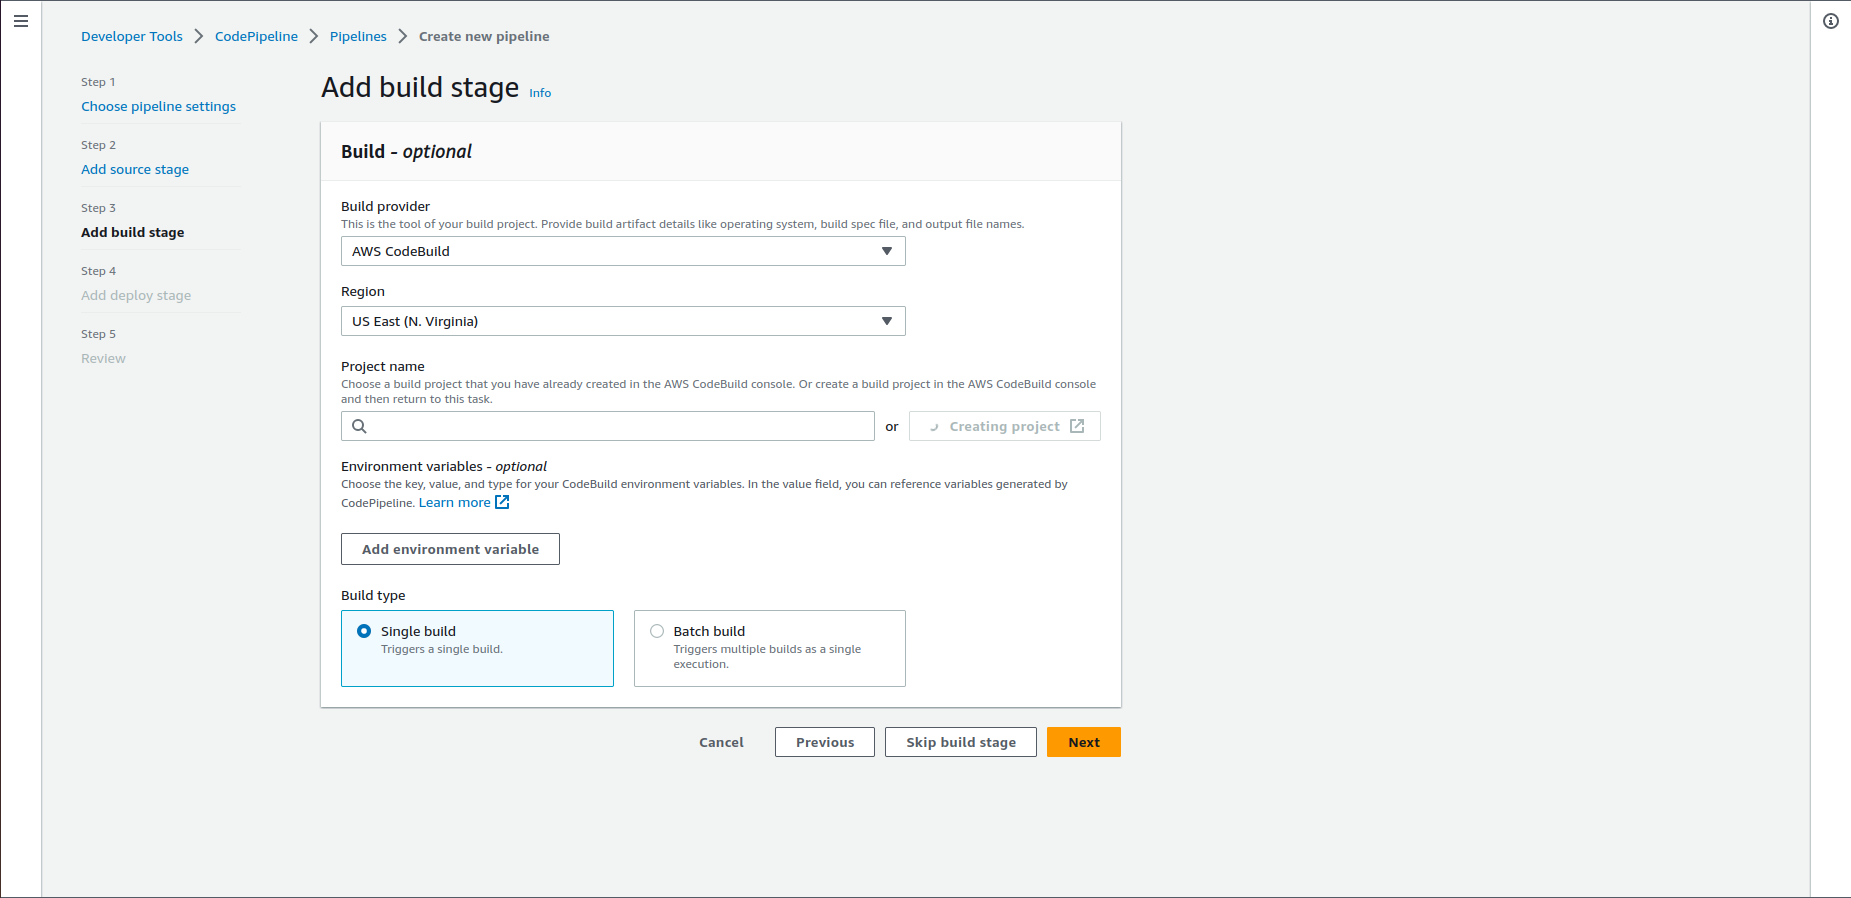 Developer Tools > CodePipeline > Pipelines > Create new pipeline
Step 1
Choose pipeline settings
Step 2
Add source stage
Step 3
Add build stage
Step 4
Add deploy stage
Step 5
Review
Add build stage Info
Build - optional
Build provider
This is the tool of your build project. Provide build artifact details like operating system, build spec file, and output file names.
AWS CodeBuild
Region
US East (N. Virginia)
Project name
Choose a build project that you have already created in the AWS CodeBuild console. Or create a build project in the AWS CodeBuild console
and then return to this task.
or Creating project
Environment variables - optional
Choose the key, value, and type for your CodeBuild environment variables. In the value field, you can reference variables generated by
CodePipeline. Learn more
Add environment variable
Build type
Single build
Triggers a single build.
Batch build
Triggers multiple builds as a single
execution.
Cancel Previous Skip build stage Next